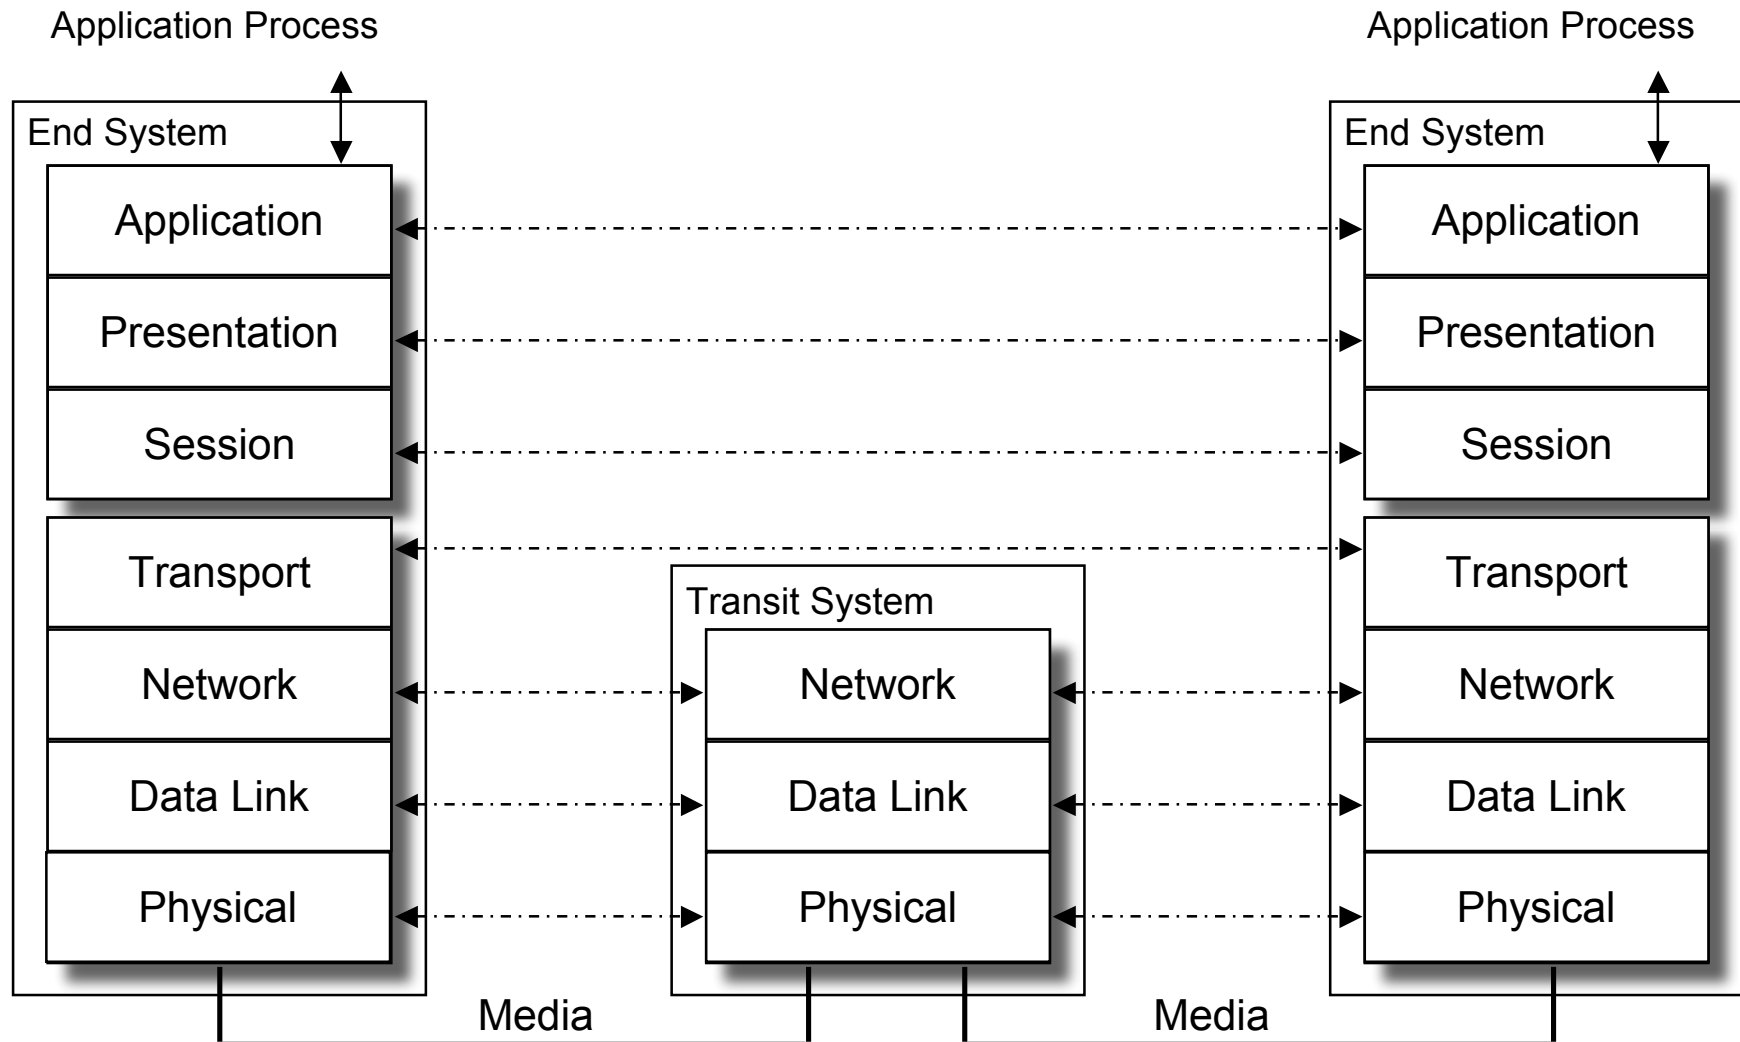 Application Process
End System
Application
Presentation
Session
Transport
Network
Data Link
Physical
Media
Transit System
Network
Data Link
Physical
Media
Application Process
End System
Application
Presentation
Session
Transport
Network
Data Link
Physical